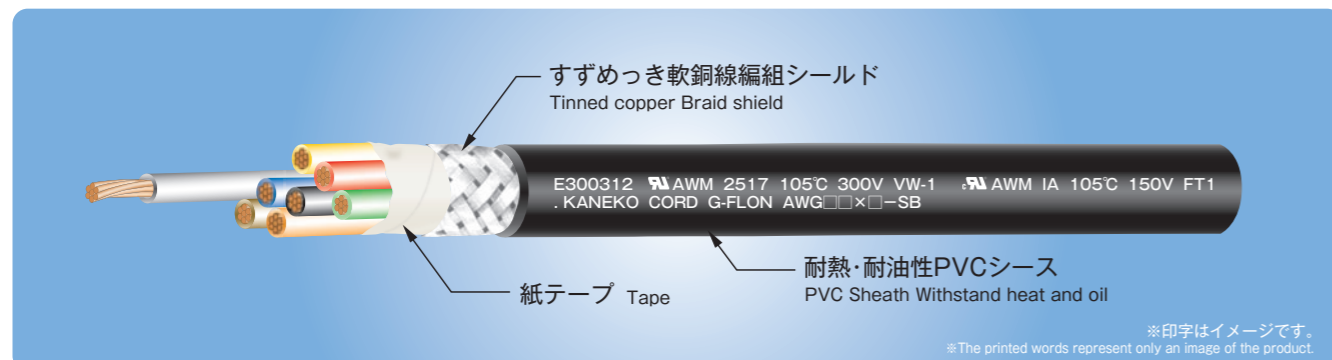 すずめっき軟銅線編組シールド
Tinned copper Braid shield
E300312 RU AWM 2517 105℃ 300V VW-1 cRU AWM IA 105℃ 150V FT1
. KANEKO CORD G-FLON AWG□□×□−SB
耐熱・耐油性PVCシース
PVC Sheath Withstand heat and oil
紙テープ Tape
※印字はイメージです。
※The printed words represent only an image of the product.